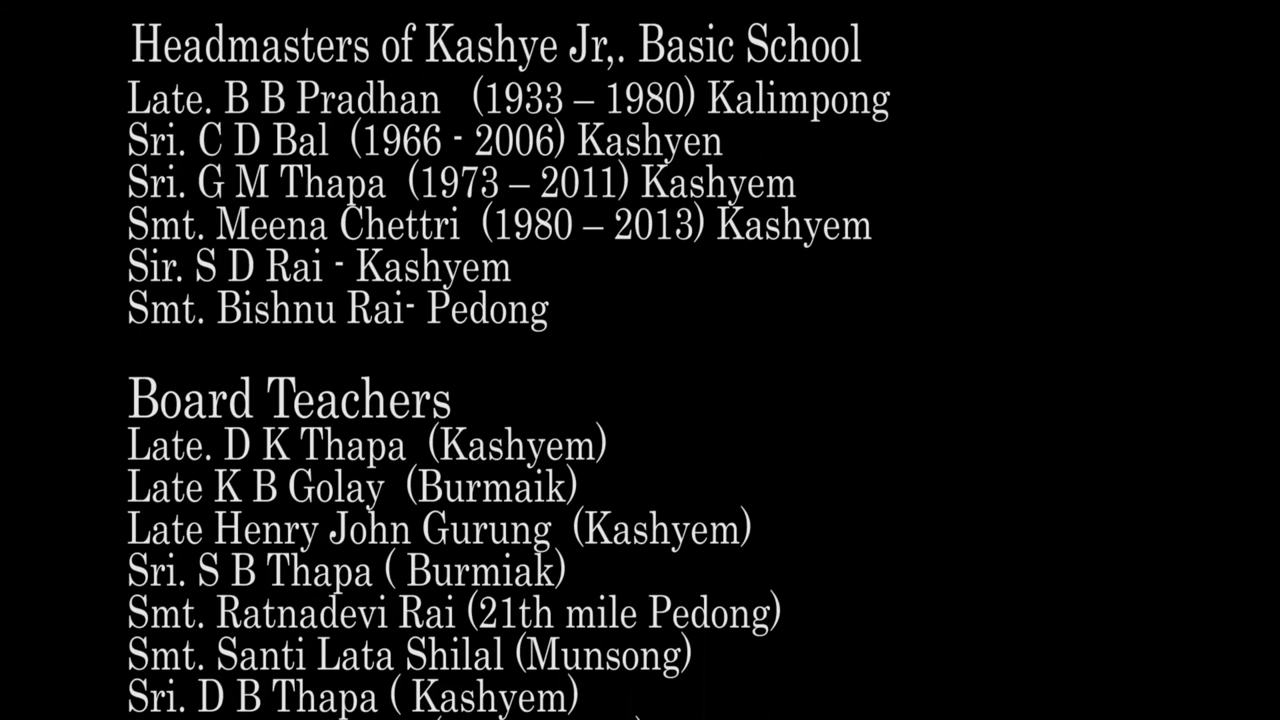 Headmasters of Kashye Jr,. Basic School
Late. B B Pradhan (1933 – 1980) Kalimpong
Sri. C D Bal (1966 - 2006) Kashyen
Sri. G M Thapa (1973 – 2011) Kashyem
Smt. Meena Chettri (1980 – 2013) Kashyem
Sir. S D Rai - Kashyem
Smt. Bishnu Rai- Pedong
Board Teachers
Late. D K Thapa (Kashyem)
Late K B Golay (Burmaik)
Late Henry John Gurung (Kashyem)
Sri. S B Thapa ( Burmiak)
Smt. Ratnadevi Rai (21th mile Pedong)
Smt. Santi Lata Shilal (Munsong)
Sri. D B Thapa ( Kashyem)